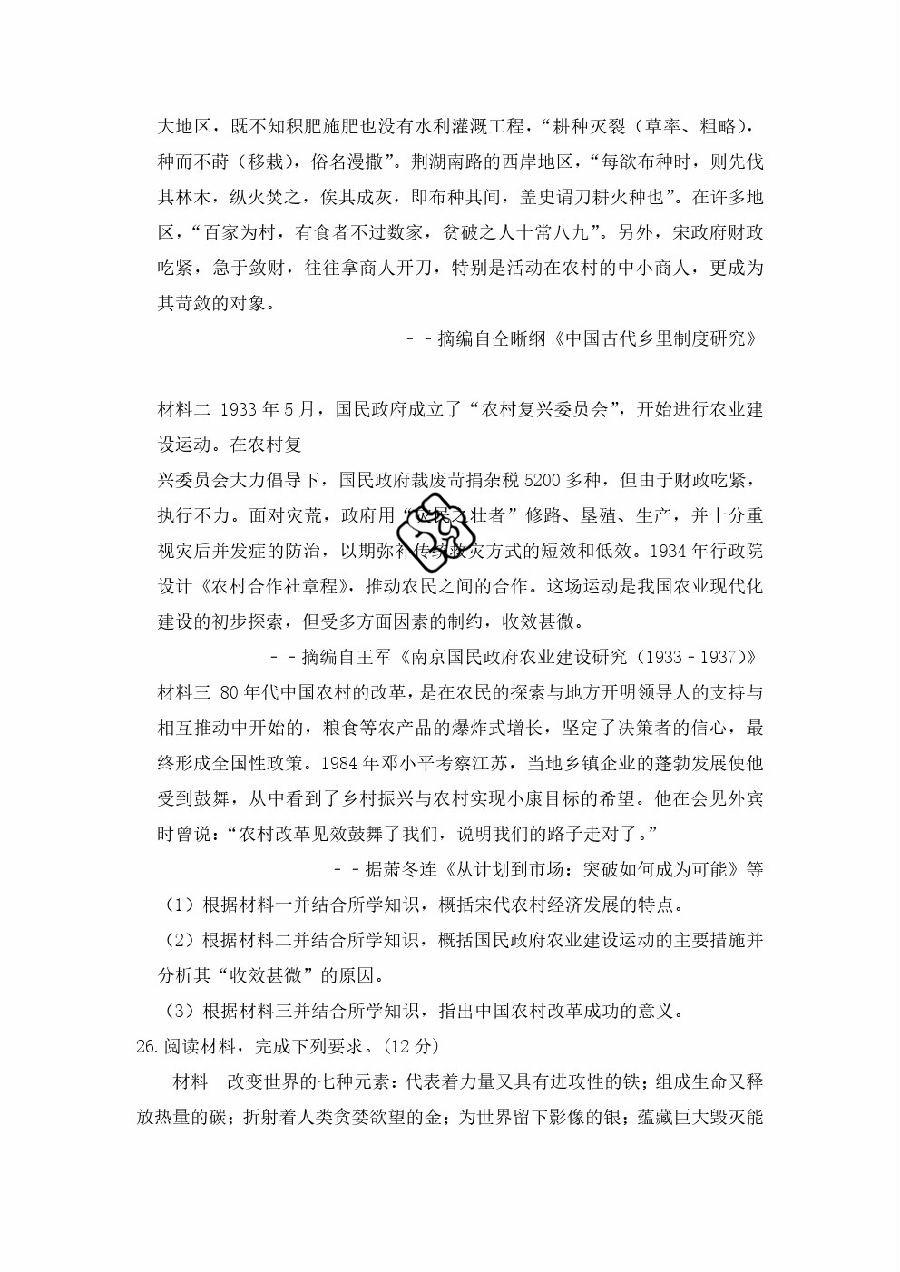 大地区，既不知积肥施肥也没有水利灌溉工程，“耕种灭裂（草率、粗略），
种而不莳（移栽），俗名漫撒”。荆湖南路的西岸地区，“每欲布种时，则先伐
其林木，纵火焚之，俟其成灰，即布种其间，盖史谓刀耕火种也”。在许多地
区，“百家为村，有食者不过数家，贫破之人十常八九”。另外，宋政府财政
吃紧，急于敛财，往往拿商人开刀，特别是活动在农村的中小商人，更成为
其苛敛的对象。
--摘编自仝晰纲《中国古代乡里制度研究》
材料二 1933年5月，国民政府成立了“农村复兴委员会”，开始进行农业建
设运动。在农村复
兴委员会大力倡导下，国民政府裁废苛捐杂税5200多种，但由于财政吃紧，
执行不力。面对灾荒，政府用“灾民之壮者”修路、垦殖、生产，并十分重
视灾后并发症的防治，以期弥补传统救灾方式的短效和低效。1934年行政院
设计《农村合作社章程》，推动农民之间的合作。这场运动是我国农业现代化
建设的初步探索，但受多方面因素的制约，收效甚微。
--摘编自王军《南京国民政府农业建设研究（1933-1937）》
材料三 80年代中国农村的改革，是在农民的探索与地方开明领导人的支持与
相互推动中开始的，粮食等农产品的爆炸式增长，坚定了决策者的信心，最
终形成全国性政策。1984年邓小平考察江苏，当地乡镇企业的蓬勃发展使他
受到鼓舞，从中看到了乡村振兴与农村实现小康目标的希望。他在会见外宾
时曾说：“农村改革见效鼓舞了我们，说明我们的路子走对了。”
--据萧冬连《从计划到市场：突破如何成为可能》等
（1）根据材料一并结合所学知识，概括宋代农村经济发展的特点。
（2）根据材料二并结合所学知识，概括国民政府农业建设运动的主要措施并
分析其“收效甚微”的原因。
（3）根据材料三并结合所学知识，指出中国农村改革成功的意义。
26.阅读材料，完成下列要求。（12分）
材料 改变世界的七种元素：代表着力量又具有进攻性的铁；组成生命又释
放热量的碳；折射着人类贪婪欲望的金；为世界留下影像的银；蕴藏巨大毁灭能